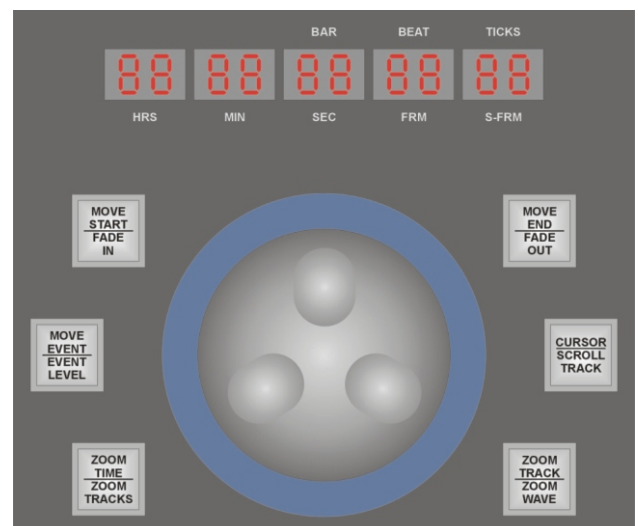 BAR BEAT TICKS
88 88 88 88 88
HRS MIN SEC FRM S-FRM
MOVE
START
FADE
IN
MOVE
END
FADE
OUT
MOVE
EVENT
EVENT
LEVEL
CURSOR
SCROLL
TRACK
ZOOM
TIME
ZOOM
TRACKS
ZOOM
TRACK
ZOOM
WAVE